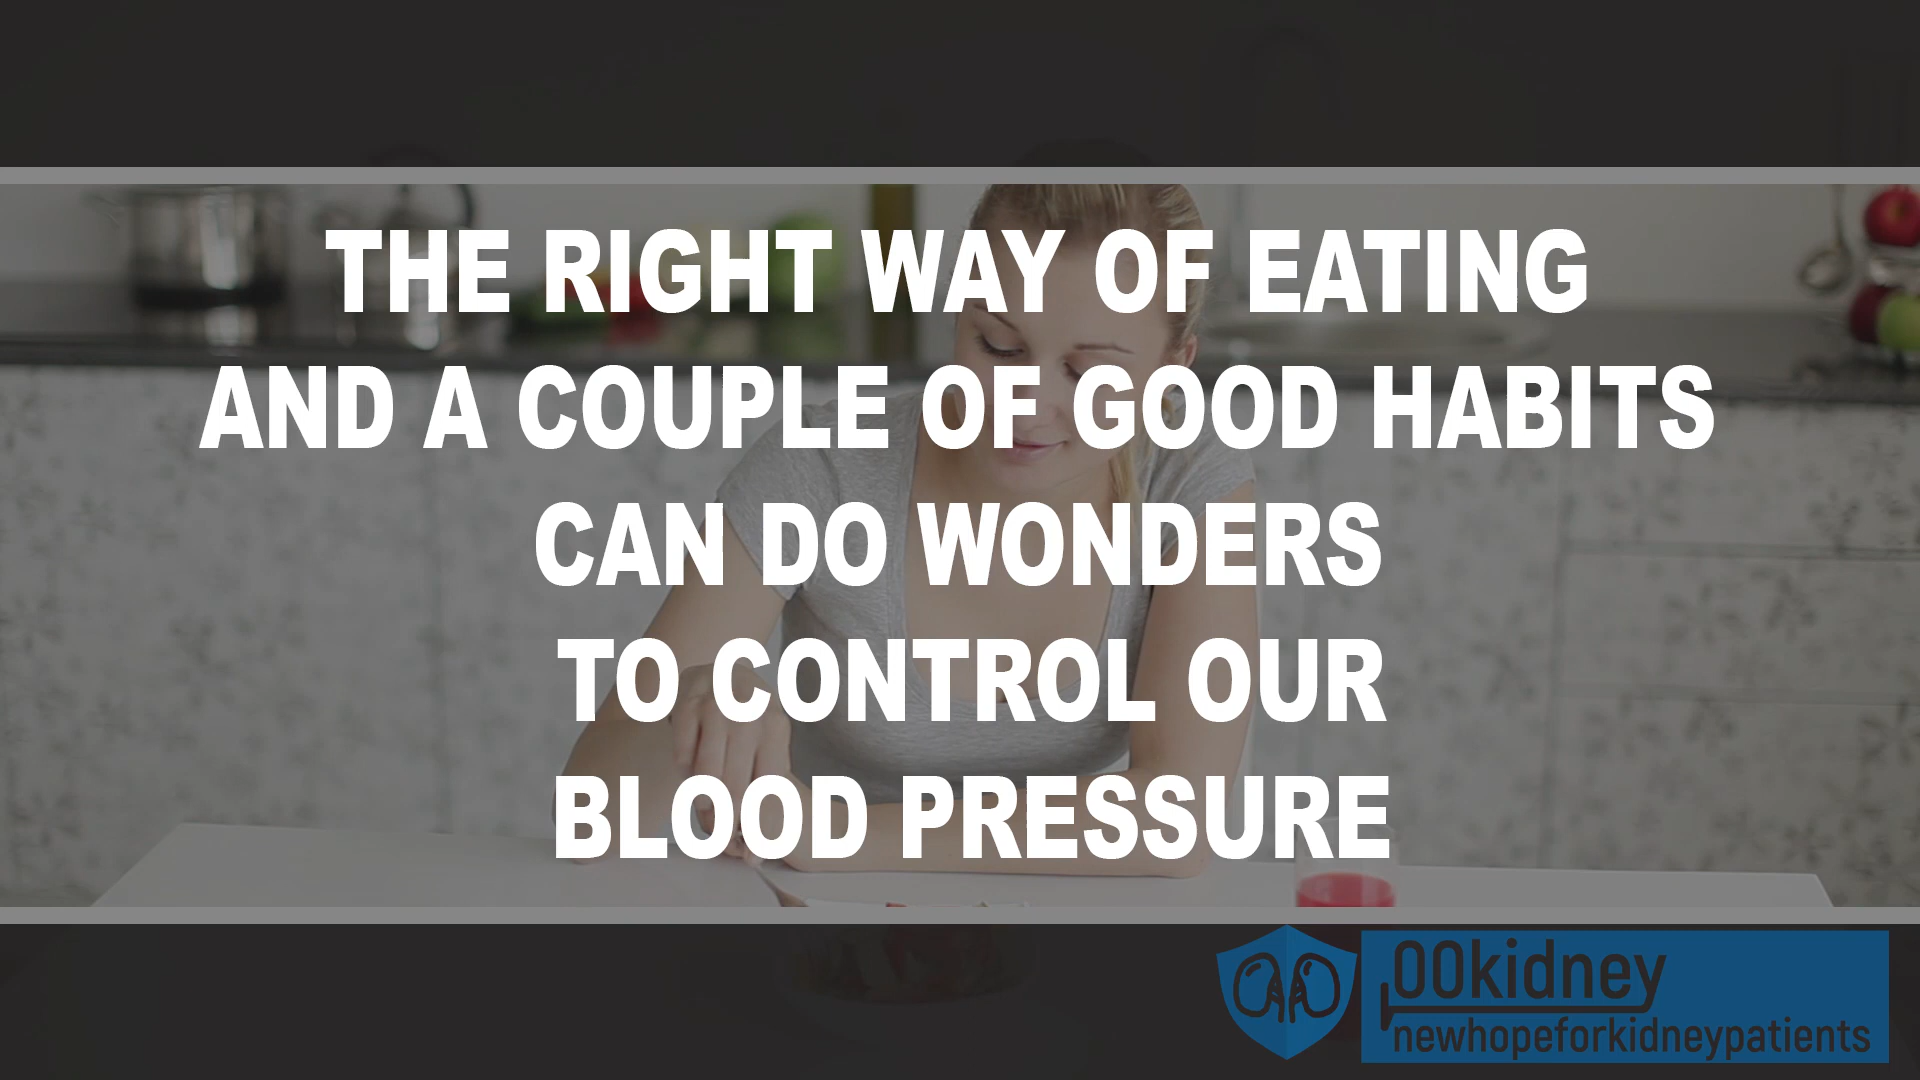 THE RIGHT WAY OF EATING
AND A COUPLE OF GOOD HABITS
CAN DO WONDERS
TO CONTROL OUR
BLOOD PRESSURE
00kidney
newhopeforkidneypatients